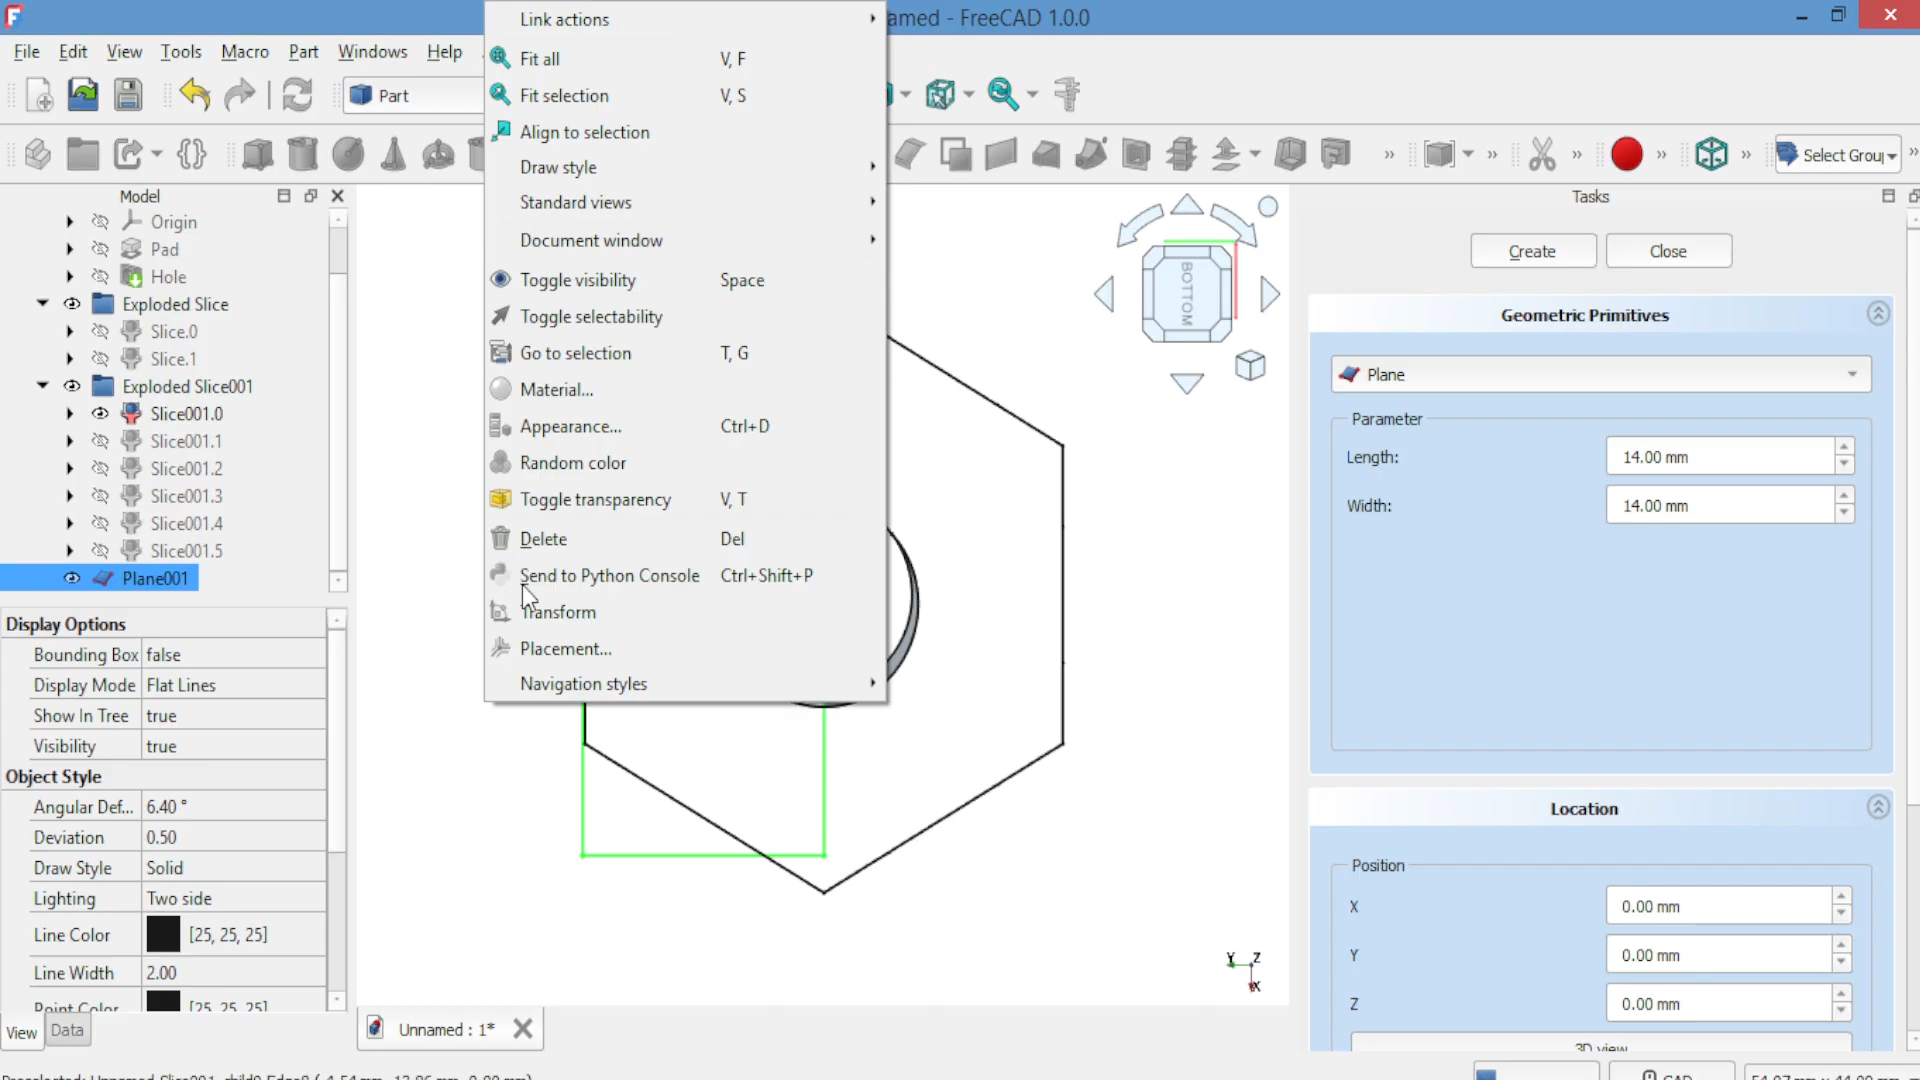 amed - FreeCAD 1.0.0
File Edit View Tools Macro Part Windows Help
Part
Select Grou
Model
Origin
Pad
Hole
Exploded Slice
Slice.0
Slice.1
Exploded Slice001
Slice001.0
Slice001.1
Slice001.2
Slice001.3
Slice001.4
Slice001.5
Plane001
Display Options
Bounding Box false
Display Mode Flat Lines
Show In Tree true
Visibility true
Object Style
Angular Def... 6.40 °
Deviation 0.50
Draw Style Solid
Lighting Two side
Line Color [25, 25, 25]
Line Width 2.00
Point Color [25, 25, 25]
View Data
Link actions
Fit all V, F
Fit selection V, S
Align to selection
Draw style
Standard views
Document window
Toggle visibility Space
Toggle selectability
Go to selection T, G
Material...
Appearance... Ctrl+D
Random color
Toggle transparency V, T
Delete Del
Send to Python Console Ctrl+Shift+P
Transform
Placement...
Navigation styles
BOTTOM
Y Z
X
Unnamed : 1*
Tasks
Create Close
Geometric Primitives
Plane
Parameter
Length: 14.00 mm
Width: 14.00 mm
Location
Position
X 0.00 mm
Y 0.00 mm
Z 0.00 mm
3D view
CAD